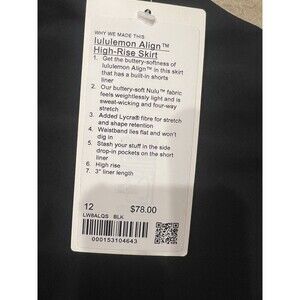 WHY WE MADE THIS
lululemon Align™
High-Rise Skirt
1. Get the buttery-softness of
lululemon Align™ in this skirt
that has a built-in shorts
liner
2. Our buttery-soft Nulu™ fabric
feels weightlessly light and is
sweat-wicking and four-way
stretch
3. Added Lycra® fibre for stretch
and shape retention
4. Waistband lies flat and won't
dig in
5. Stash your stuff in the side
drop-in pockets on the short
liner
6. High rise
7. 3" liner length
12 $78.00
LW8ALQS BLK
000153104643